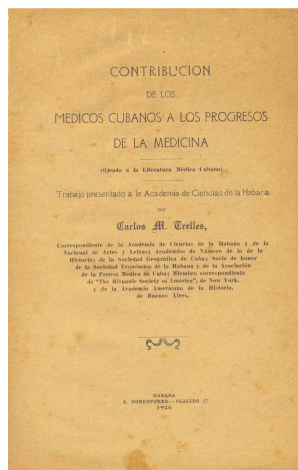 CONTRIBUCION
DE LOS
MEDICOS CUBANOS A LOS PROGRESOS
DE LA MEDICINA
(Ojeada a la Literatura Médica Cubana)
Trabajo presentado a la Academia de Ciencias de la Habana
por
Carlos M. Trelles,
Correspondiente de la Academia de Ciencias de la Habana y de la
Nacional de Artes y Letras; Académico de Número de la de la
Historia; de la Sociedad Geográfica de Cuba; Socio de honor
de la Sociedad Económica de la Habana y de la Asociación
de la Prensa Médica de Cuba; Miembro correspondiente
de "The Hispanic Society of América", de New York,
y de la Academia Americana de la Historia,
de Buenos Aires.
HABANA
A. DORRBECKER.—PLACIDO 47
1926